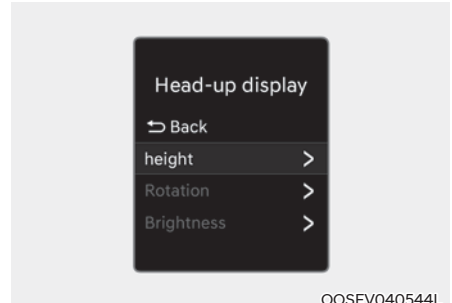 Head-up display
Back
height
Rotation
Brightness
OOSEV040544L